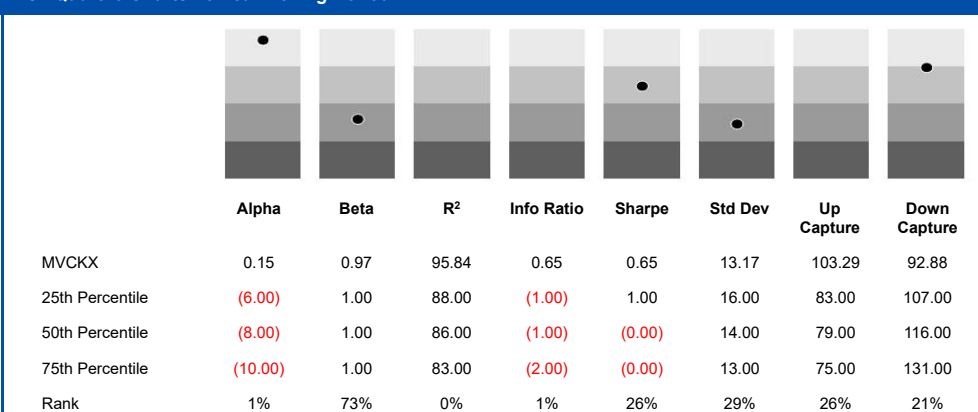 Alpha Beta R² Info Ratio Sharpe Std Dev Up Capture Down Capture
MVCKX 0.15 0.97 95.84 0.65 0.65 13.17 103.29 92.88
25th Percentile (6.00) 1.00 88.00 (1.00) 1.00 16.00 83.00 107.00
50th Percentile (8.00) 1.00 86.00 (1.00) (0.00) 14.00 79.00 116.00
75th Percentile (10.00) 1.00 83.00 (2.00) (0.00) 13.00 75.00 131.00
Rank 1% 73% 0% 1% 26% 29% 26% 21%